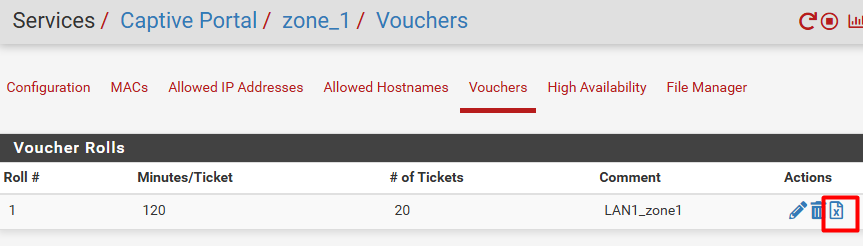 Services / Captive Portal / zone_1 / Vouchers
Configuration MACs Allowed IP Addresses Allowed Hostnames Vouchers High Availability File Manager
Voucher Rolls
Roll # Minutes/Ticket # of Tickets Comment Actions
1 120 20 LAN1_zone1